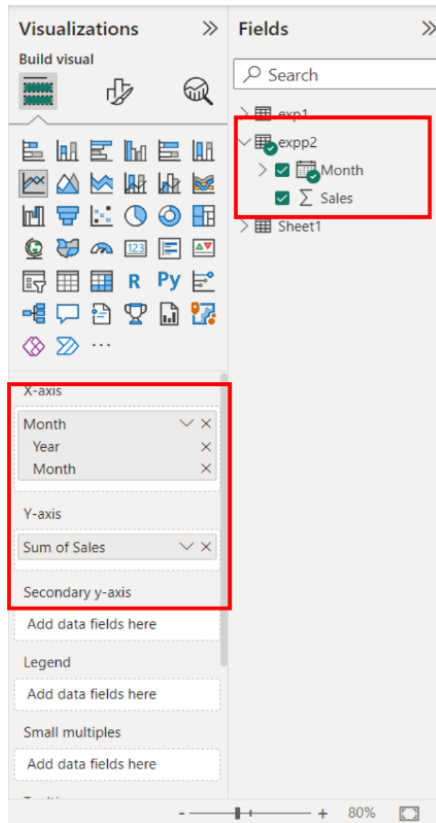 Visualizations
Build visual
123
R
Py
...
X-axis
Month
Year
Month
Y-axis
Sum of Sales
Secondary y-axis
Add data fields here
Legend
Add data fields here
Small multiples
Add data fields here
Fields
Search
exp1
expp2
Month
Sales
Sheet1
- + 80%